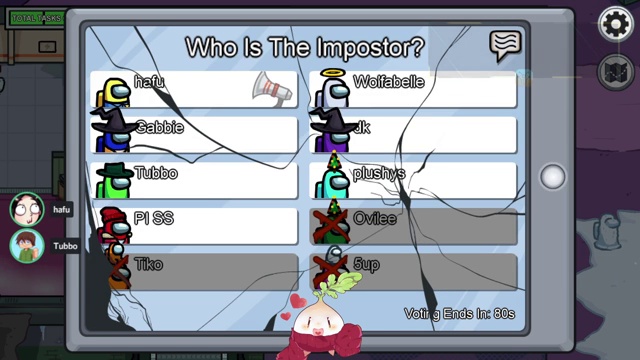 TOTAL TASKS
Who Is The Impostor?
hafu
Wolfabelle
Gabbie
dk
Tubbo
plushys
PI SS
Ovilee
Tiko
5up
hafu
Tubbo
Voting Ends In: 80s